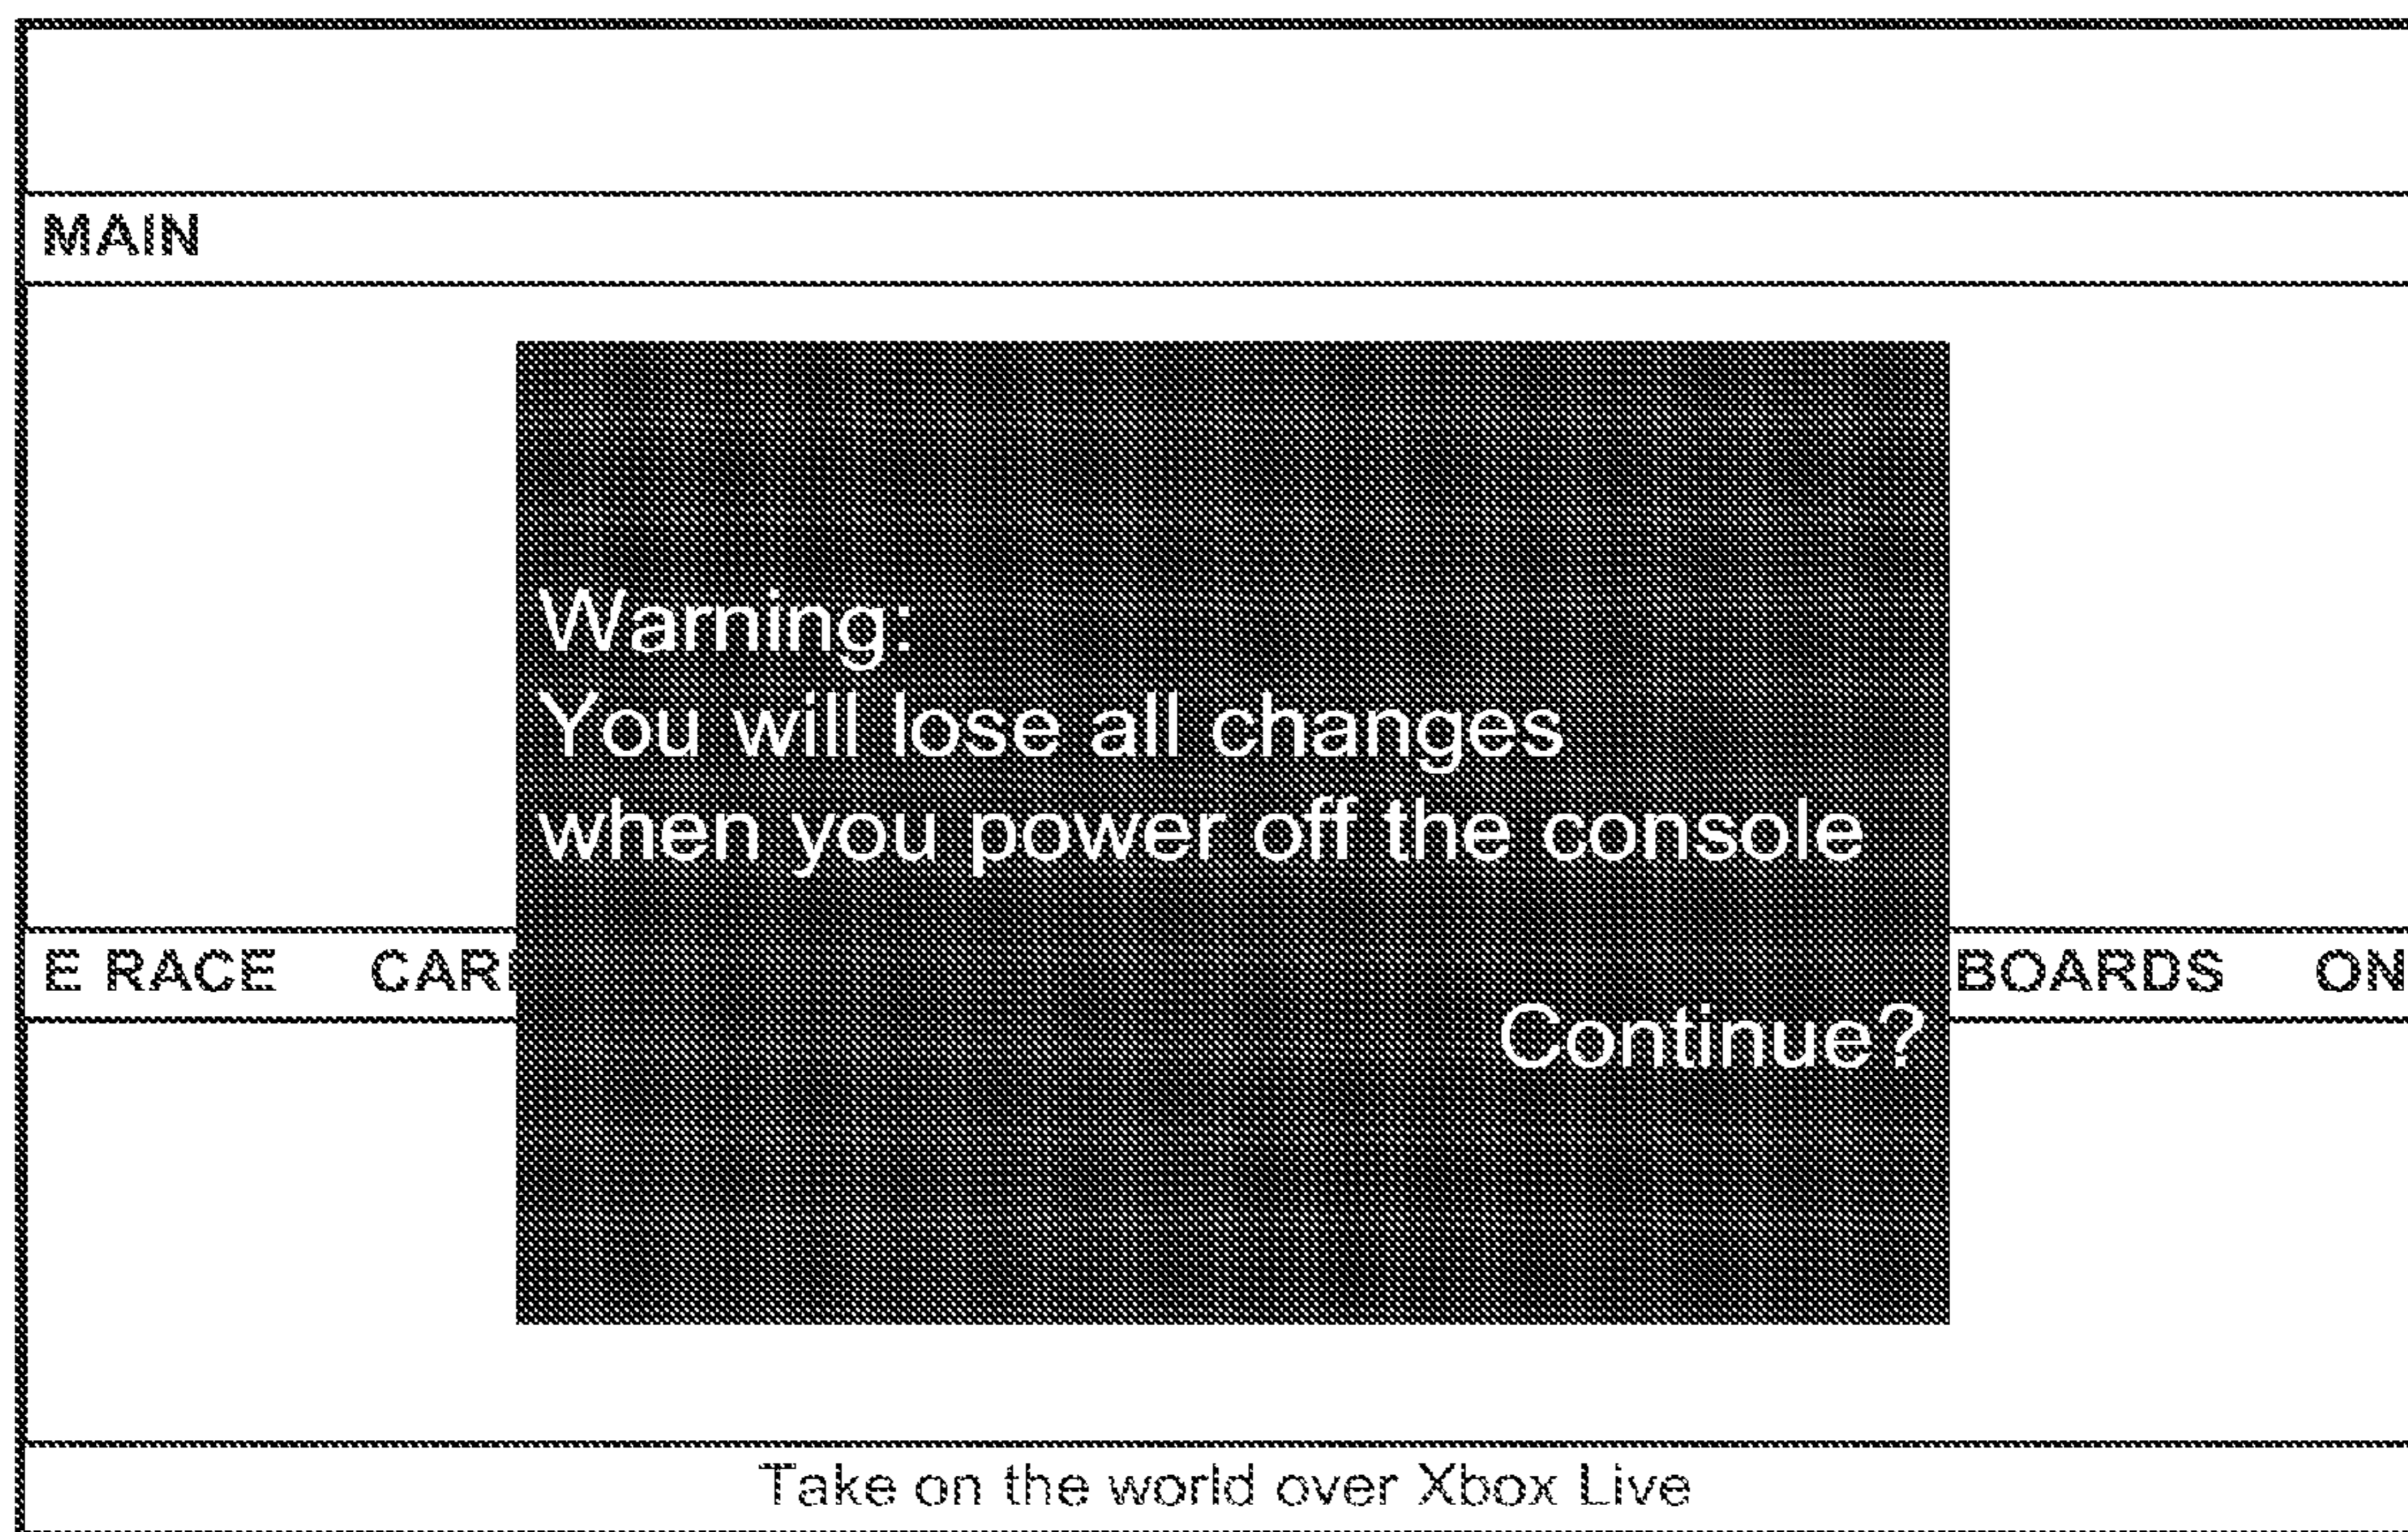 MAIN
Warning:
You will lose all changes
when you power off the console
E RACE CAR BOARDS ON
Continue?
Take on the world over Xbox Live